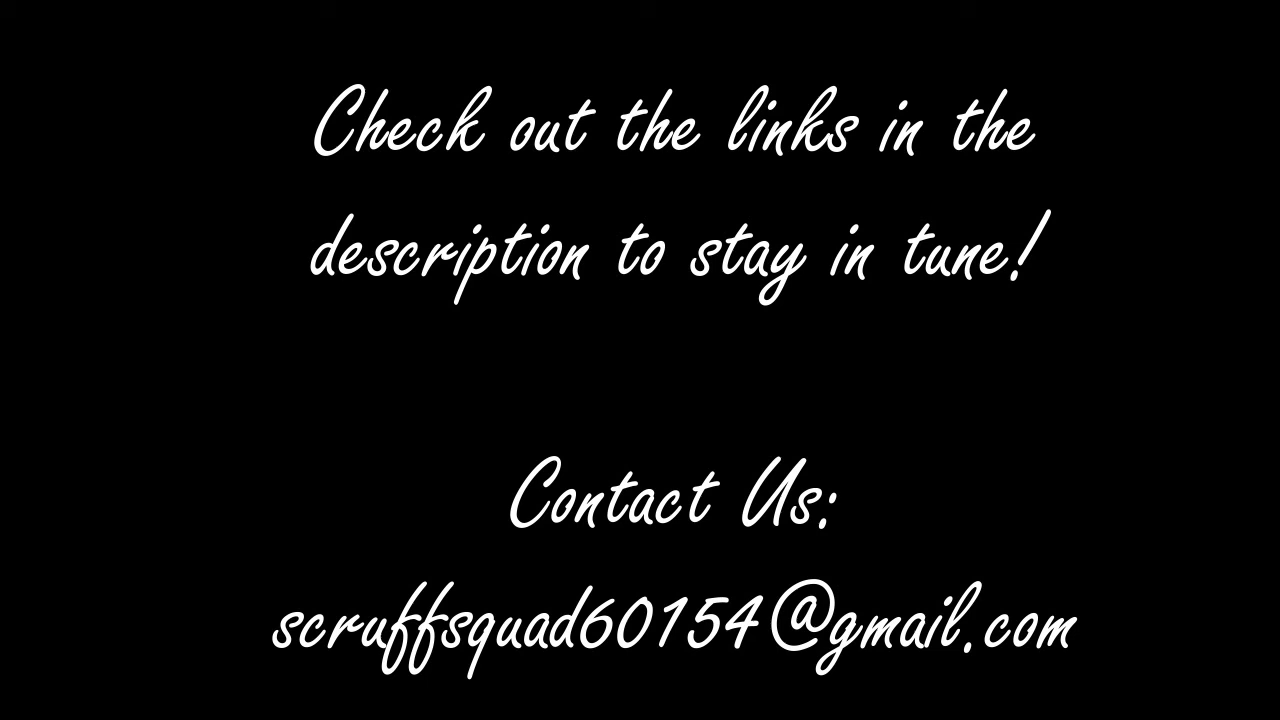 Check out the links in the
description to stay in tune!
Contact Us:
scruffsquad60154@gmail.com